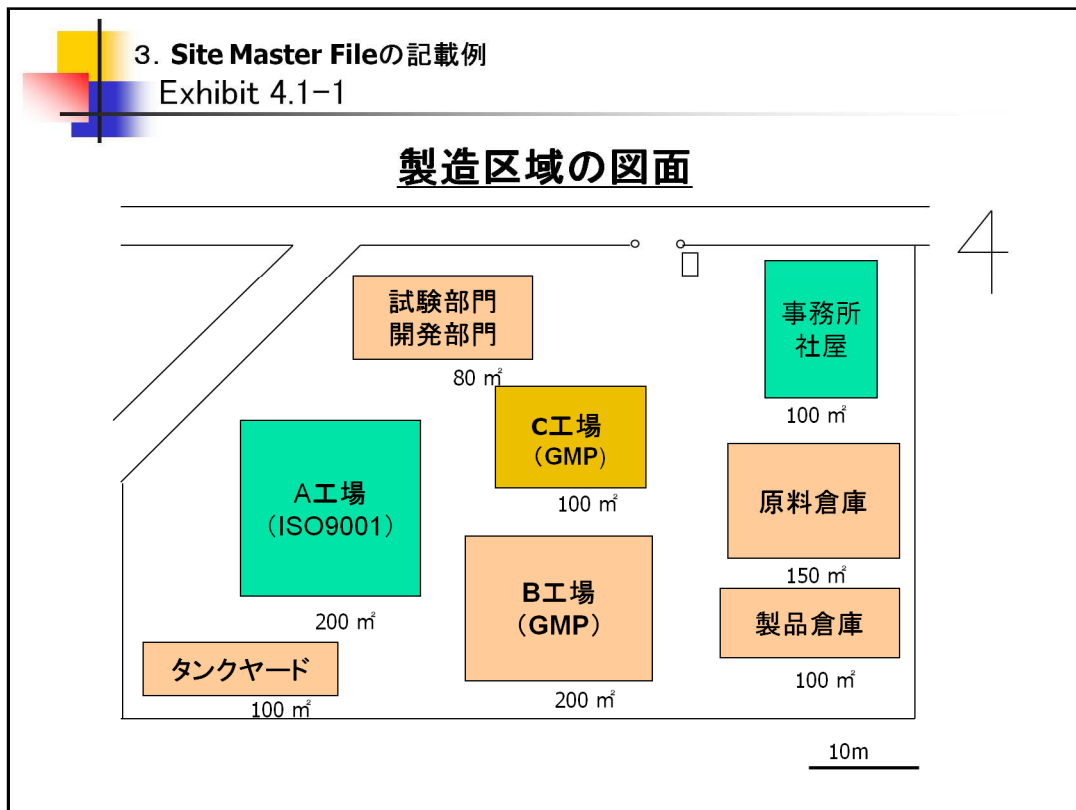 3. Site Master Fileの記載例
Exhibit 4.1-1
製造区域の図面
試験部門
開発部門
80 ㎡
事務所
社屋
100 ㎡
C工場
（GMP）
100 ㎡
A工場
（ISO9001）
200 ㎡
原料倉庫
150 ㎡
B工場
（GMP）
200 ㎡
製品倉庫
100 ㎡
タンクヤード
100 ㎡
10m